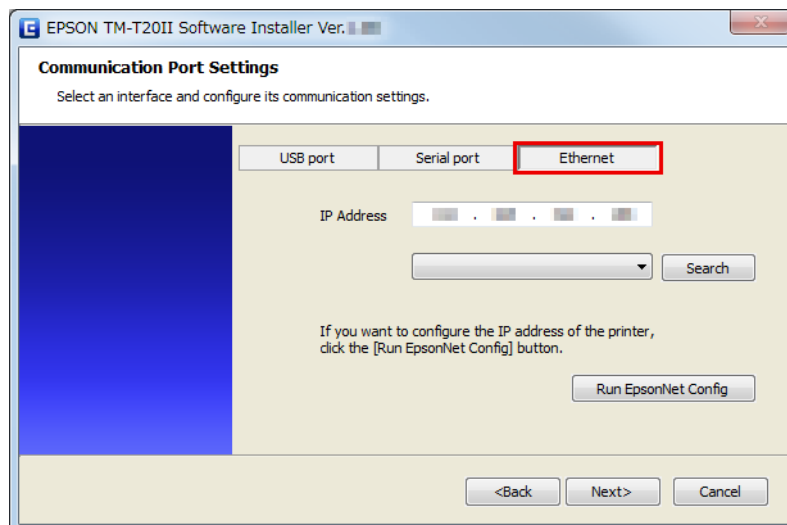 EPSON TM-T20II Software Installer Ver.
Communication Port Settings
Select an interface and configure its communication settings.
USB port
Serial port
Ethernet
IP Address
. . .
Search
If you want to configure the IP address of the printer,
click the [Run EpsonNet Config] button.
Run EpsonNet Config
<Back
Next>
Cancel